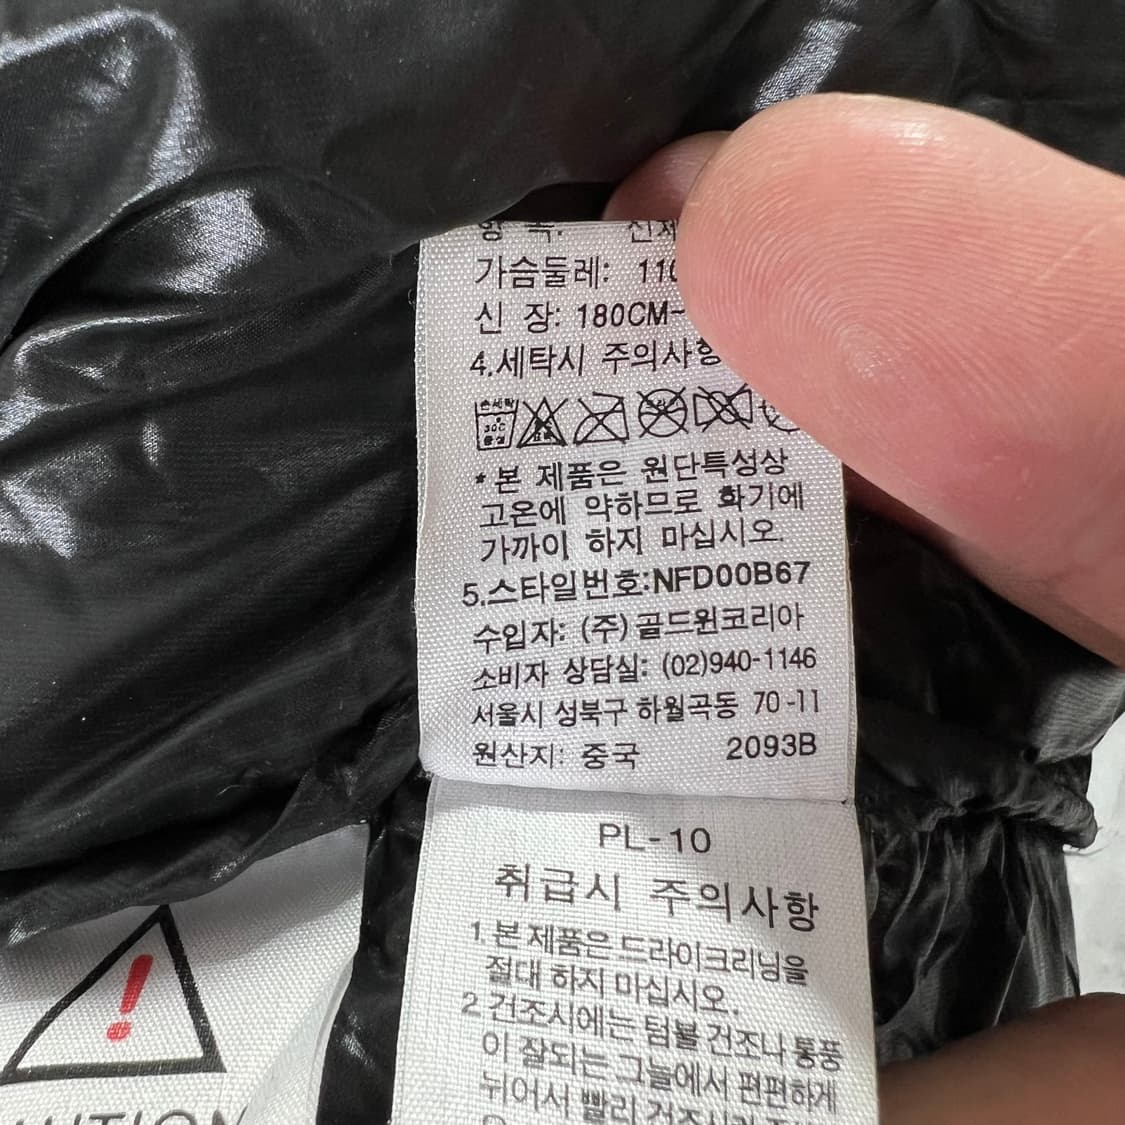 가슴둘레: 110
신 장: 180CM~
4.세탁시 주의사항
손세탁
30C
중성
* 본 제품은 원단특성상
고온에 약하므로 화기에
가까이 하지 마십시오.
5.스타일번호:NFD00B67
수입자: (주)골드윈코리아
소비자 상담실: (02)940-1146
서울시 성북구 하월곡동 70-11
원산지: 중국 2093B
PL-10
취급시 주의사항
1.본 제품은 드라이크리닝을
절대 하지 마십시오.
2 건조시에는 텀블 건조나 통풍
이 잘되는 그늘에서 편편하게
뉘어서 빨리
!